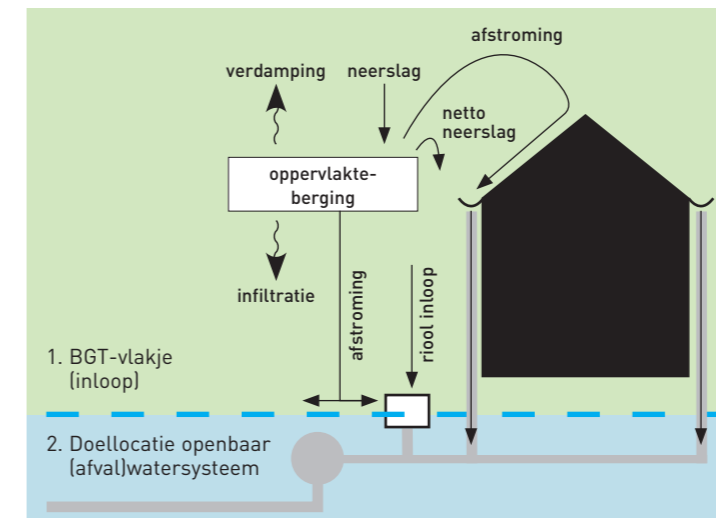 afstroming
verdamping
neerslag
netto
neerslag
oppervlakte-
berging
infiltratie
afstroming
riool inloop
1. BGT-vlakje
(inloop)
2. Doellocatie openbaar
(afval)watersysteem